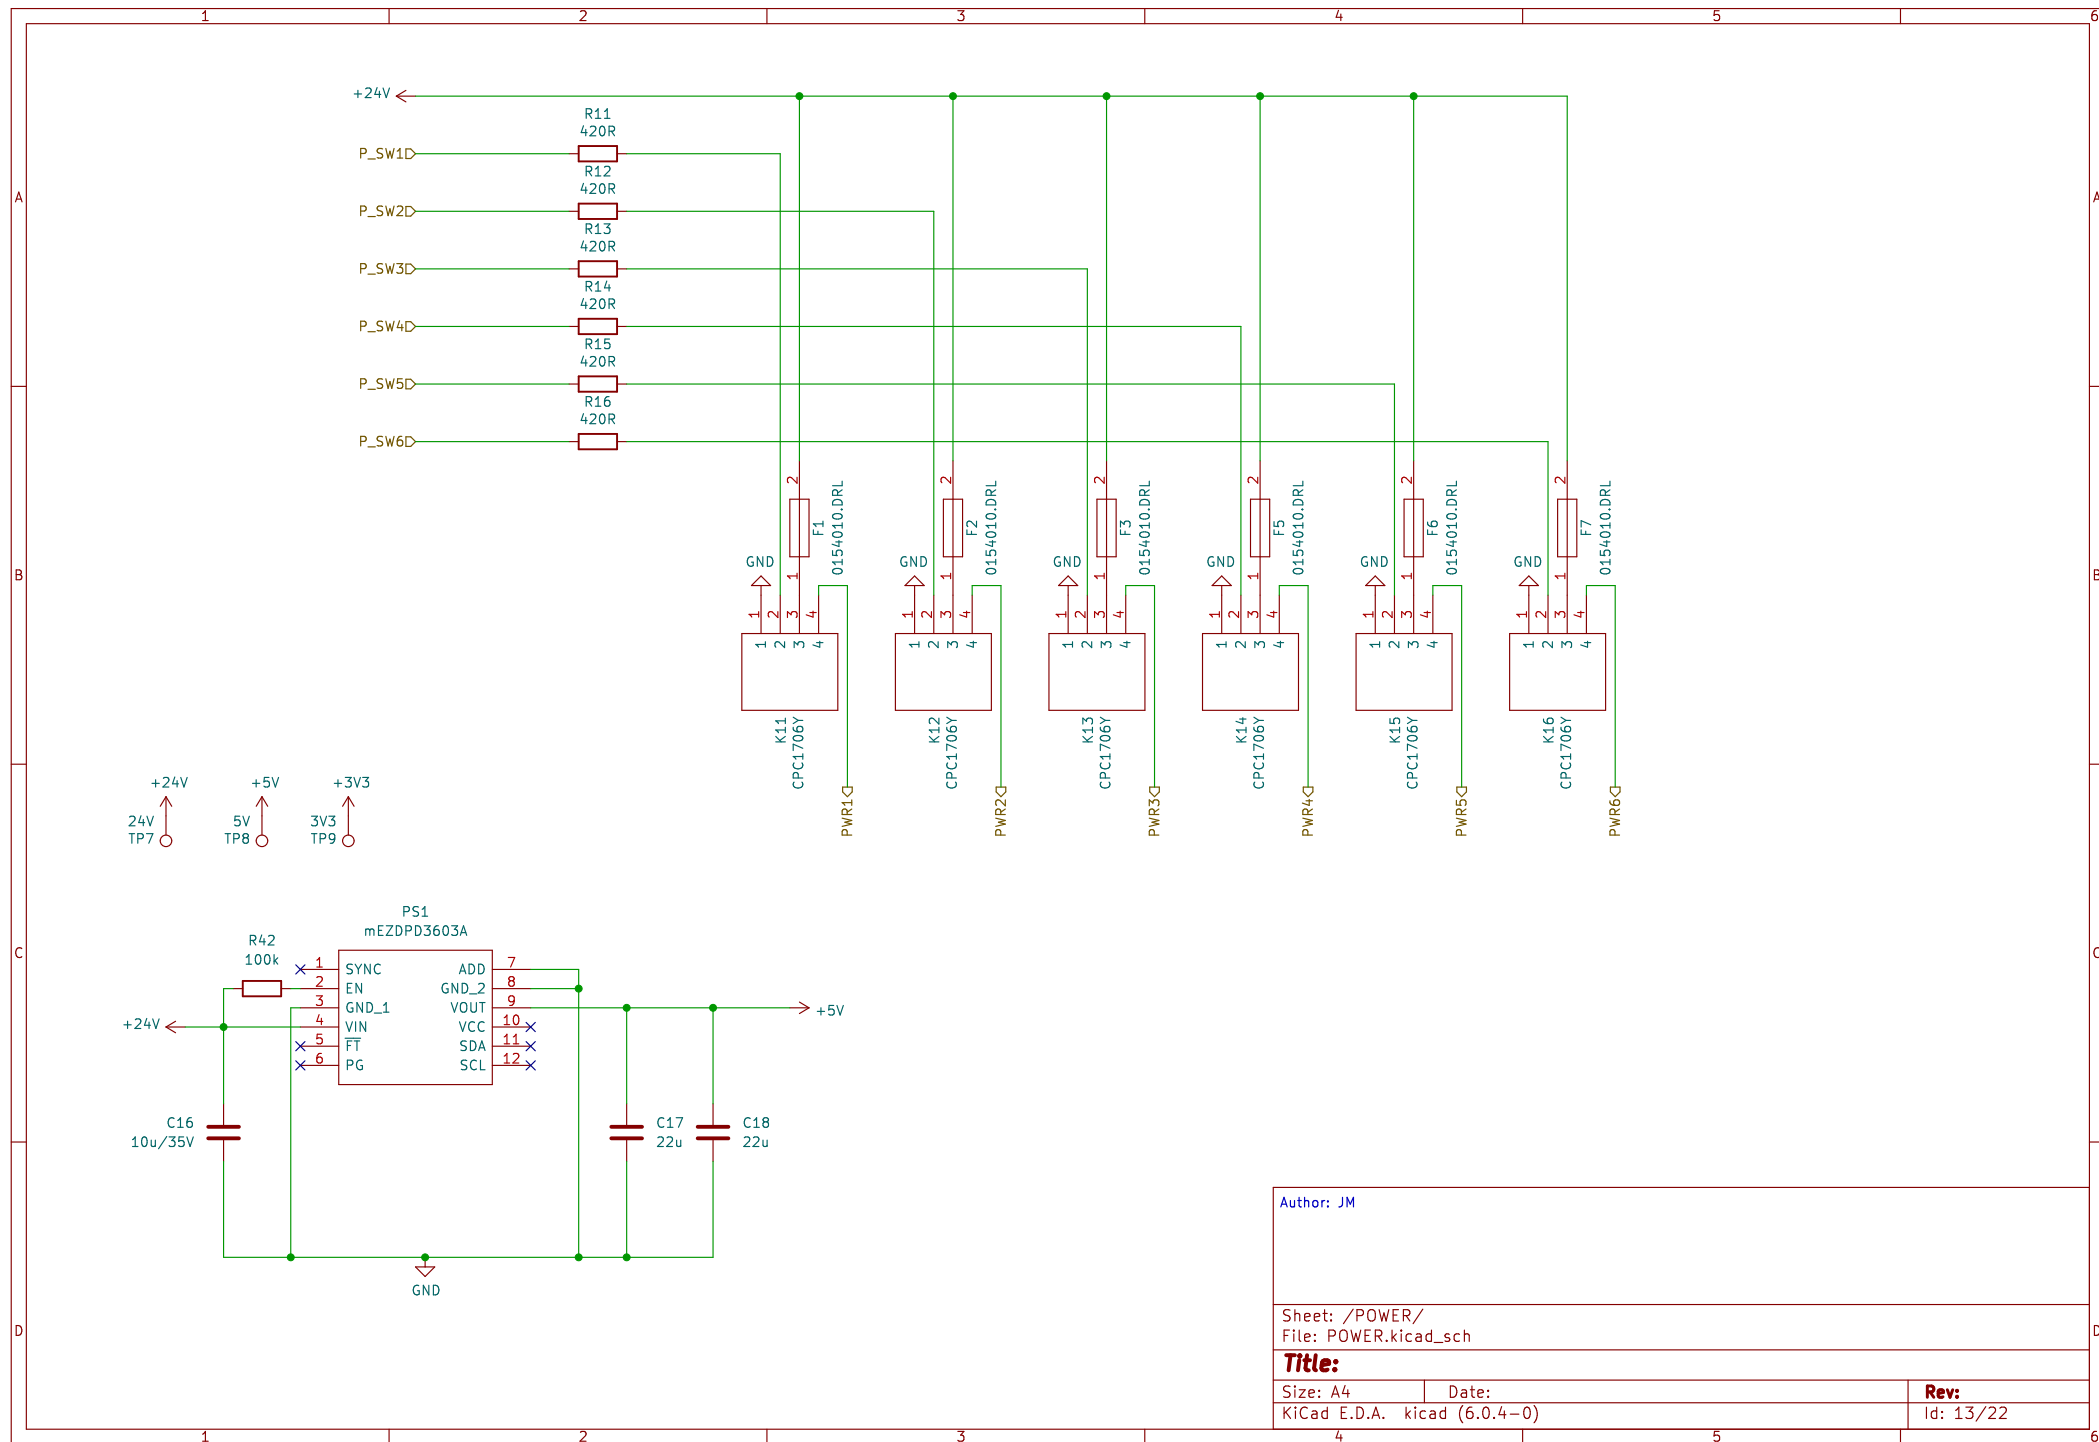 1 2 3 4 5 6
+24V
R11
420R
P_SW1
R12
420R
A A
P_SW2
R13
420R
P_SW3
R14
420R
P_SW4
R15
420R
P_SW5
R16
420R
P_SW6
2 2 2 2 2 2
F1 0154010.DRL F2 0154010.DRL F3 0154010.DRL F5 0154010.DRL F6 0154010.DRL F7 0154010.DRL
GND GND GND GND GND GND
B 1 1 1 1 1 1 B
1 2 3 4 1 2 3 4 1 2 3 4 1 2 3 4 1 2 3 4 1 2 3 4
1 2 3 4 1 2 3 4 1 2 3 4 1 2 3 4 1 2 3 4 1 2 3 4
K11 K12 K13 K14 K15 K16
CPC1706Y CPC1706Y CPC1706Y CPC1706Y CPC1706Y CPC1706Y
PWR1 PWR2 PWR3 PWR4 PWR5 PWR6
+24V +5V +3V3
24V 5V 3V3
TP7 TP8 TP9
PS1
mEZDPD3603A
R42
100k
C C
1 SYNC ADD 7
2 EN GND_2 8
3 GND_1 VOUT 9
+5V
+24V
4 VIN VCC 10
5 FT SDA 11
6 PG SCL 12
C16 C17 C18
10u/35V 22u 22u
GND
Author: JM
Sheet: /POWER/
File: POWER.kicad_sch
D D
Title:
Size: A4 Date: Rev:
KiCad E.D.A. kicad (6.0.4-0) Id: 13/22
1 2 3 4 5 6